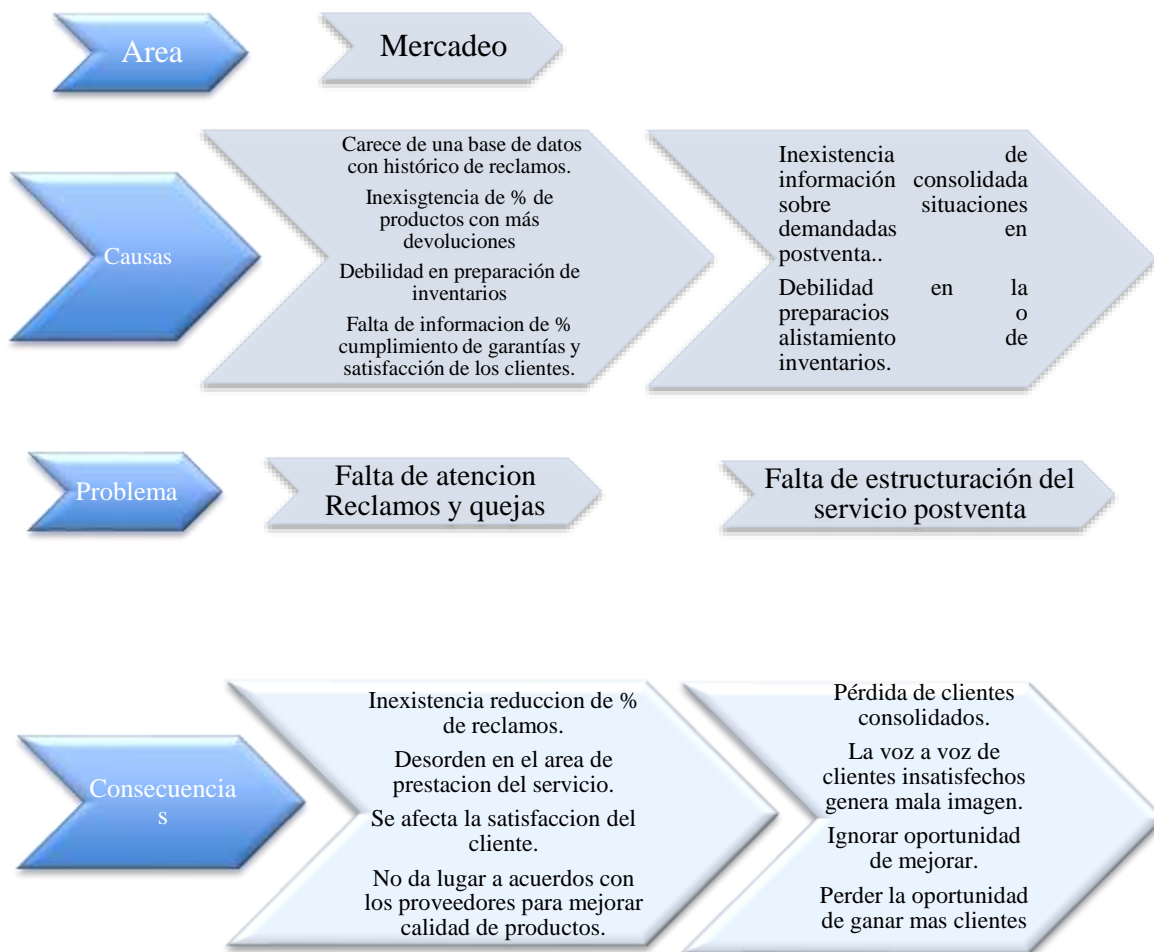 Area
Mercadeo
Causas
Carece de una base de datos
con histórico de reclamos.
Inexisgtencia de % de
productos con más
devoluciones
Debilidad en preparación de
inventarios
Falta de informacion de %
cumplimiento de garantías y
satisfacción de los clientes.
Inexistencia de
información consolidada
sobre situaciones
demandadas en
postventa..
Debilidad en la
preparacios o
alistamiento de
inventarios.
Problema
Falta de atencion
Reclamos y quejas
Falta de estructuración del
servicio postventa
Consecuencia
s
Inexistencia reduccion de %
de reclamos.
Desorden en el area de
prestacion del servicio.
Se afecta la satisfaccion del
cliente.
No da lugar a acuerdos con
los proveedores para mejorar
calidad de productos.
Pérdida de clientes
consolidados.
La voz a voz de
clientes insatisfechos
genera mala imagen.
Ignorar oportunidad
de mejorar.
Perder la oportunidad
de ganar mas clientes